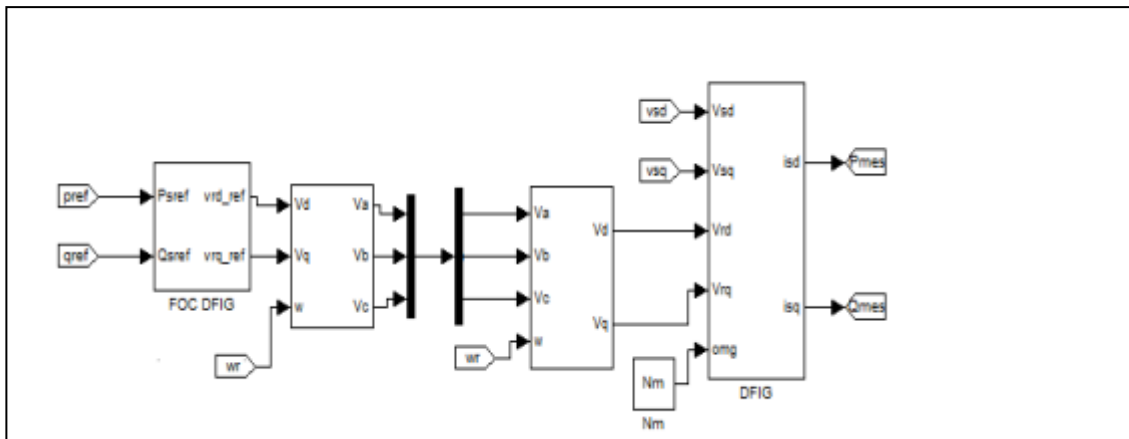 pref
qref
Psref
Qsref
vrd_ref
vrq_ref
FOC DFIG
Vd
Vq
w
Va
Vb
Vc
wr
Va
Vb
Vc
w
Vd
Vq
wr
vsd
vsq
Vsd
Vsq
Vrd
Vrq
omg
isd
isq
DFIG
Nm
Nm
Pmes
Qmes